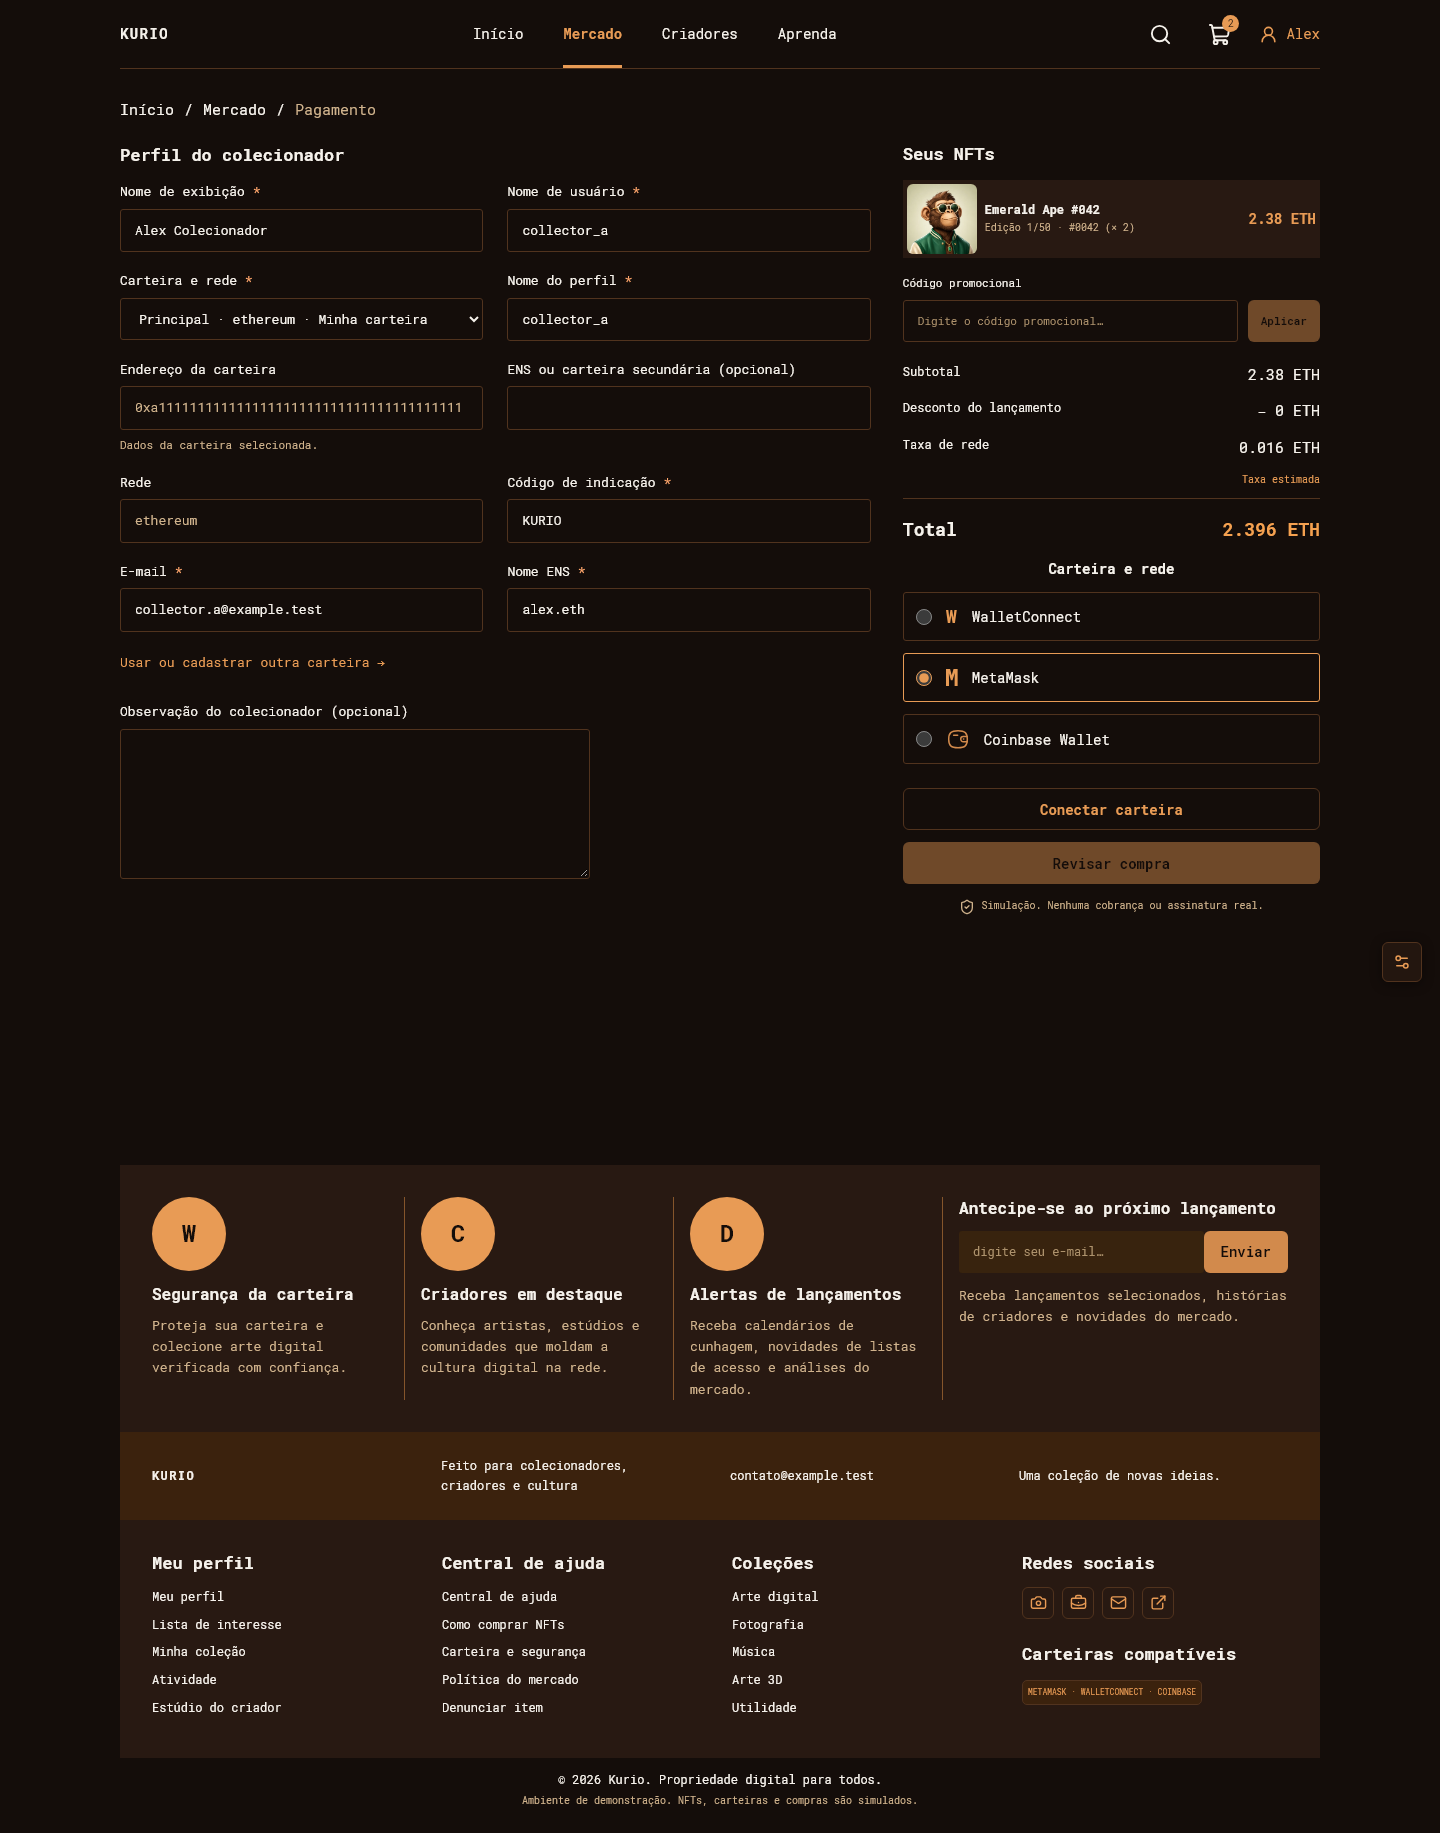 KURIO
Início
Mercado
Criadores
Aprenda
2
Alex
Início / Mercado / Pagamento
Perfil do colecionador
Nome de exibição *
Nome de usuário *
Alex Colecionador
collector_a
Carteira e rede *
Nome do perfil *
Principal · ethereum · Minha carteira
collector_a
Endereço da carteira
ENS ou carteira secundária (opcional)
0xa111111111111111111111111111111111111111
Dados da carteira selecionada.
Rede
Código de indicação *
ethereum
KURIO
E-mail *
Nome ENS *
collector.a@example.test
alex.eth
Usar ou cadastrar outra carteira →
Observação do colecionador (opcional)
Seus NFTs
Emerald Ape #042
Edição 1/50 · #0042 (× 2)
2.38 ETH
Código promocional
Digite o código promocional…
Aplicar
Subtotal
2.38 ETH
Desconto do lançamento
− 0 ETH
Taxa de rede
0.016 ETH
Taxa estimada
Total
2.396 ETH
Carteira e rede
W WalletConnect
M MetaMask
Coinbase Wallet
Conectar carteira
Revisar compra
Simulação. Nenhuma cobrança ou assinatura real.
W
Segurança da carteira
Proteja sua carteira e
colecione arte digital
verificada com confiança.
C
Criadores em destaque
Conheça artistas, estúdios e
comunidades que moldam a
cultura digital na rede.
D
Alertas de lançamentos
Receba calendários de
cunhagem, novidades de listas
de acesso e análises do
mercado.
Antecipe-se ao próximo lançamento
digite seu e-mail…
Enviar
Receba lançamentos selecionados, histórias
de criadores e novidades do mercado.
KURIO
Feito para colecionadores,
criadores e cultura
contato@example.test
Uma coleção de novas ideias.
Meu perfil
Meu perfil
Lista de interesse
Minha coleção
Atividade
Estúdio do criador
Central de ajuda
Central de ajuda
Como comprar NFTs
Carteira e segurança
Política do mercado
Denunciar item
Coleções
Arte digital
Fotografia
Música
Arte 3D
Utilidade
Redes sociais
Carteiras compatíveis
METAMASK · WALLETCONNECT · COINBASE
© 2026 Kurio. Propriedade digital para todos.
Ambiente de demonstração. NFTs, carteiras e compras são simulados.